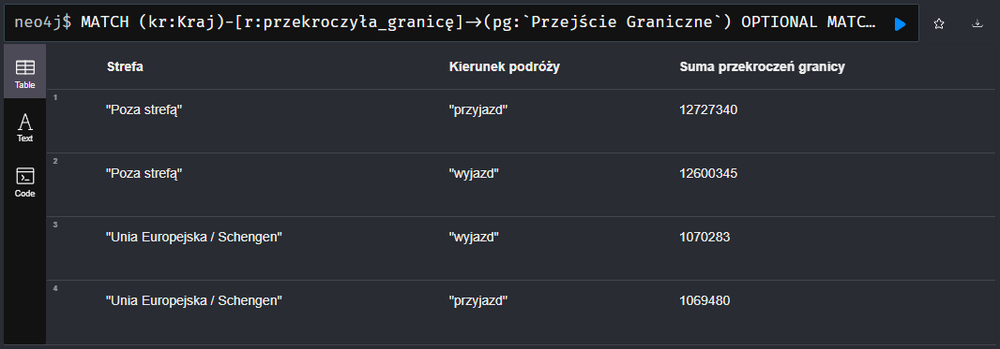 neo4j$ MATCH (kr:Kraj)-[r:przekroczyła_granicę]→(pg:`Przejście Graniczne`) OPTIONAL MATC…
Table
Text
Code
Strefa Kierunek podróży Suma przekroczeń granicy
1 "Poza strefą" "przyjazd" 12727340
2 "Poza strefą" "wyjazd" 12600345
3 "Unia Europejska / Schengen" "wyjazd" 1070283
4 "Unia Europejska / Schengen" "przyjazd" 1069480